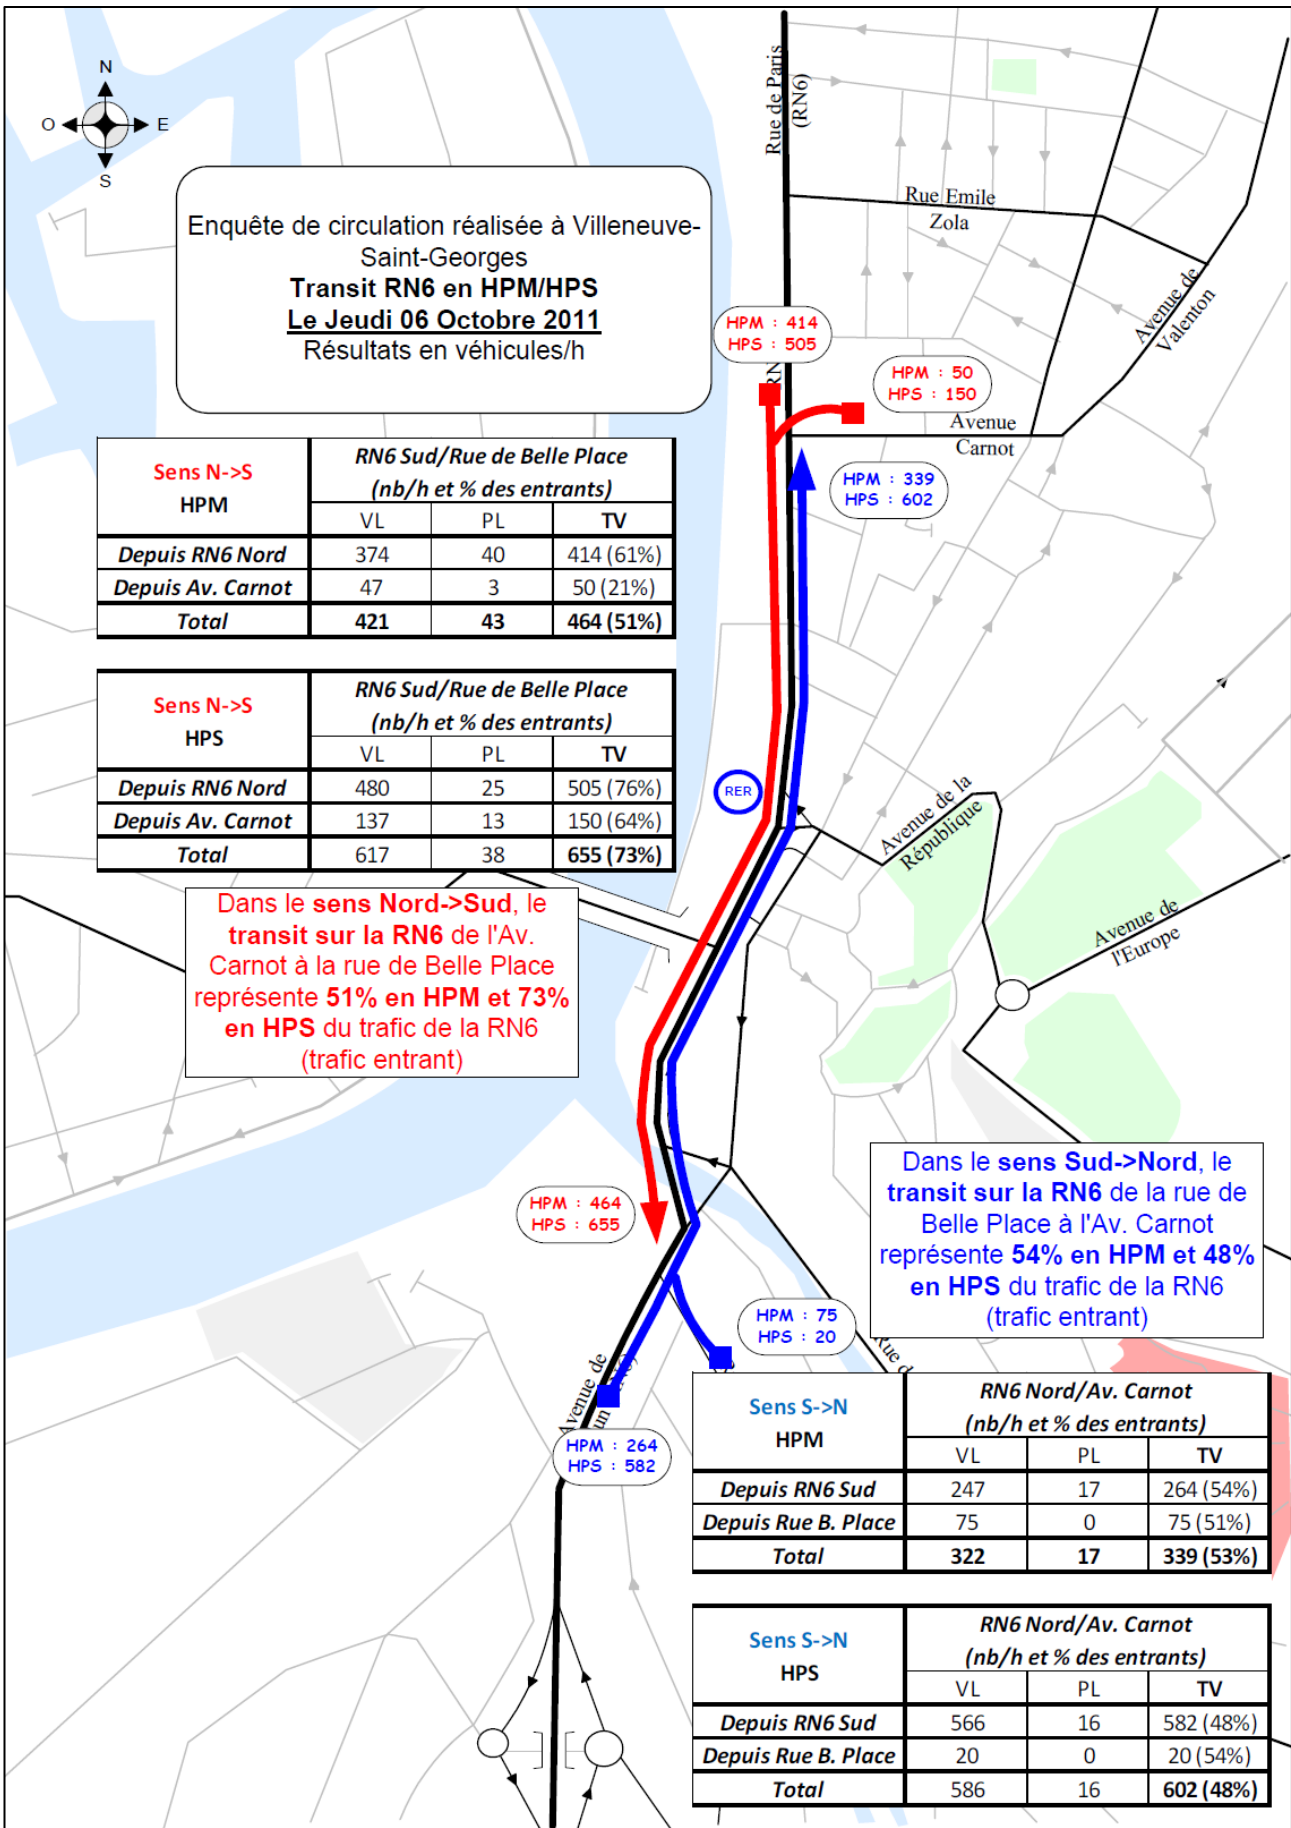 N
O
E
S
Enquête de circulation réalisée à Villeneuve-
Saint-Georges
Transit RN6 en HPM/HPS
Le Jeudi 06 Octobre 2011
Résultats en véhicules/h
Rue de Paris
(RN6)
Rue Emile
Zola
Avenue de
Valenton
HPM : 414
HPS : 505
RN
HPM : 50
HPS : 150
Avenue
Carnot
HPM : 339
HPS : 602
Sens N->S
HPM
RN6 Sud/Rue de Belle Place
(nb/h et % des entrants)
VL PL TV
Depuis RN6 Nord 374 40 414 (61%)
Depuis Av. Carnot 47 3 50 (21%)
Total 421 43 464 (51%)
Sens N->S
HPS
RN6 Sud/Rue de Belle Place
(nb/h et % des entrants)
VL PL TV
Depuis RN6 Nord 480 25 505 (76%)
Depuis Av. Carnot 137 13 150 (64%)
Total 617 38 655 (73%)
RER
Avenue de la
République
Avenue de
l'Europe
Dans le sens Nord->Sud, le
transit sur la RN6 de l'Av.
Carnot à la rue de Belle Place
représente 51% en HPM et 73%
en HPS du trafic de la RN6
(trafic entrant)
HPM : 464
HPS : 655
Dans le sens Sud->Nord, le
transit sur la RN6 de la rue de
Belle Place à l'Av. Carnot
représente 54% en HPM et 48%
en HPS du trafic de la RN6
(trafic entrant)
HPM : 75
HPS : 20
Rue d
Avenue de
HPM : 264
HPS : 582
Sens S->N
HPM
RN6 Nord/Av. Carnot
(nb/h et % des entrants)
VL PL TV
Depuis RN6 Sud 247 17 264 (54%)
Depuis Rue B. Place 75 0 75 (51%)
Total 322 17 339 (53%)
Sens S->N
HPS
RN6 Nord/Av. Carnot
(nb/h et % des entrants)
VL PL TV
Depuis RN6 Sud 566 16 582 (48%)
Depuis Rue B. Place 20 0 20 (54%)
Total 586 16 602 (48%)